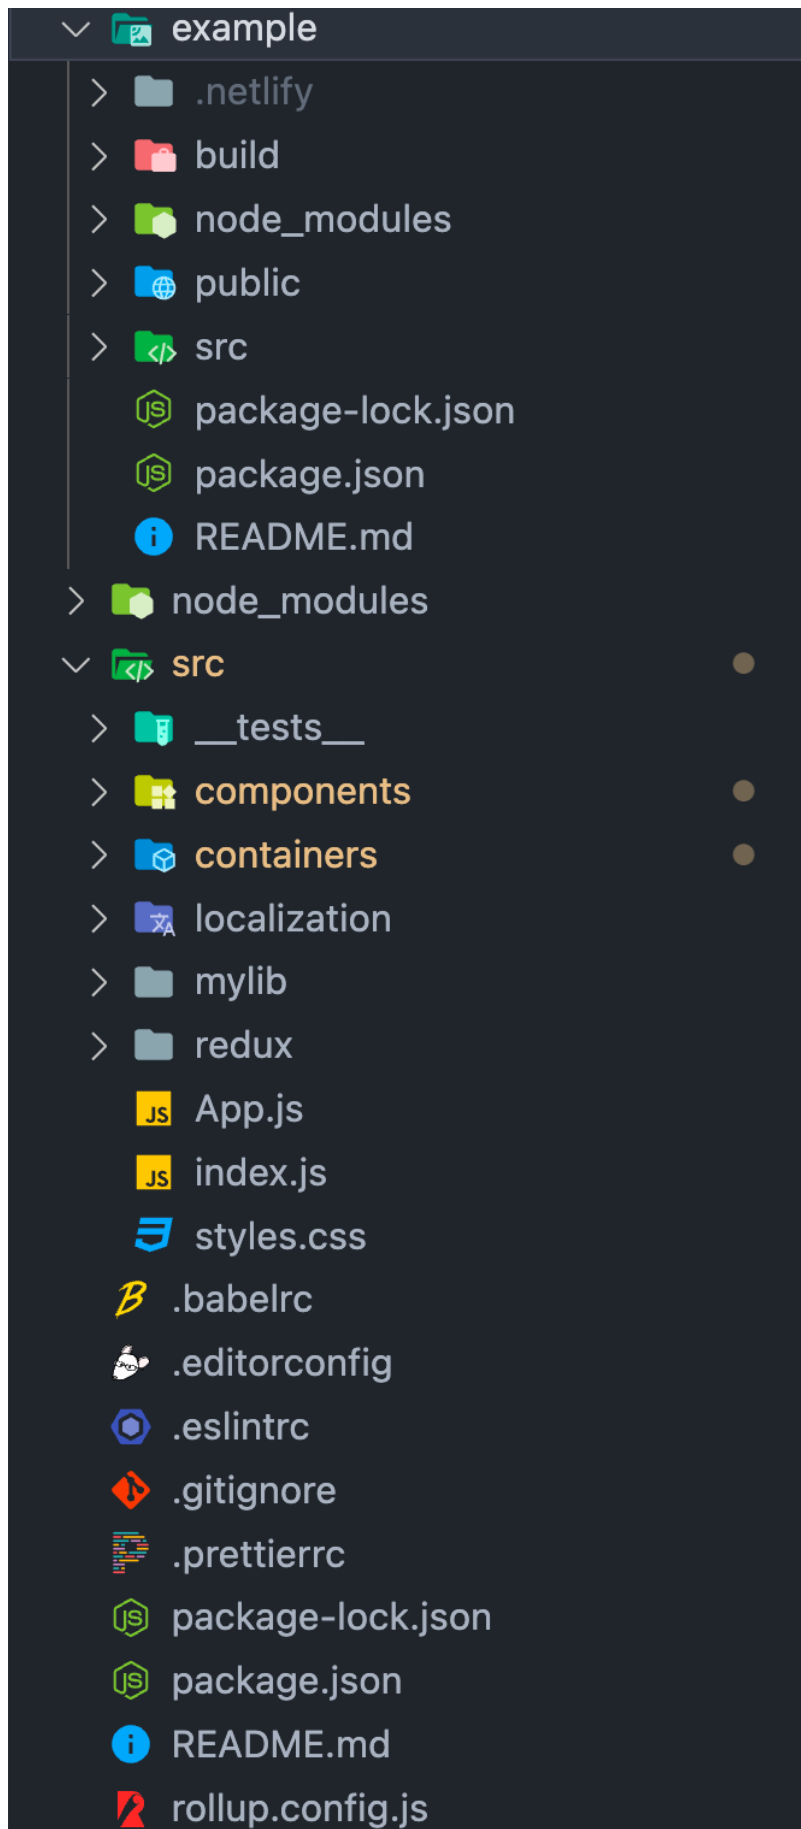 example
.netlify
build
node_modules
public
src
package-lock.json
package.json
README.md
node_modules
src
__tests__
components
containers
localization
mylib
redux
App.js
index.js
styles.css
.babelrc
.editorconfig
.eslintrc
.gitignore
.prettierrc
package-lock.json
package.json
README.md
rollup.config.js